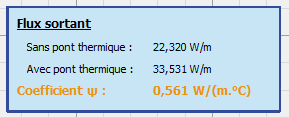 Flux sortant
Sans pont thermique : 22,320 W/m
Avec pont thermique : 33,531 W/m
Coefficient ψ : 0,561 W/(m.°C)